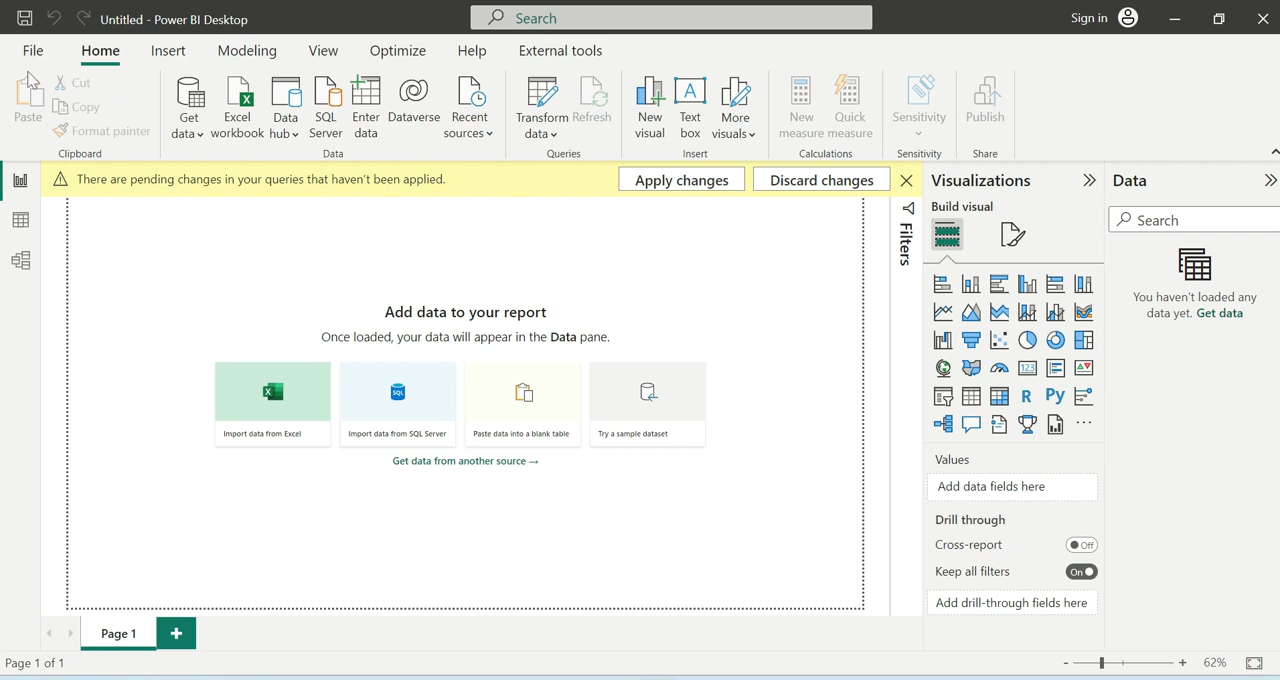 Untitled - Power BI Desktop
Search
Sign in
File Home Insert Modeling View Optimize Help External tools
Paste
Cut
Copy
Format painter
Clipboard
Get data
Excel workbook
Data hub
SQL Server
Enter data
Dataverse
Recent sources
Data
Transform data
Refresh
Queries
New visual
Text box
More visuals
Insert
New measure
Quick measure
Calculations
Sensitivity
Sensitivity
Publish
Share
There are pending changes in your queries that haven't been applied.
Apply changes
Discard changes
Filters
Add data to your report
Once loaded, your data will appear in the Data pane.
X
SQL
Import data from Excel
Import data from SQL Server
Paste data into a blank table
Try a sample dataset
Get data from another source →
Visualizations
Build visual
123
R
Py
...
Values
Add data fields here
Drill through
Cross-report
Off
Keep all filters
On
Add drill-through fields here
Data
Search
You haven't loaded any
data yet. Get data
Page 1
+
Page 1 of 1
- + 62%